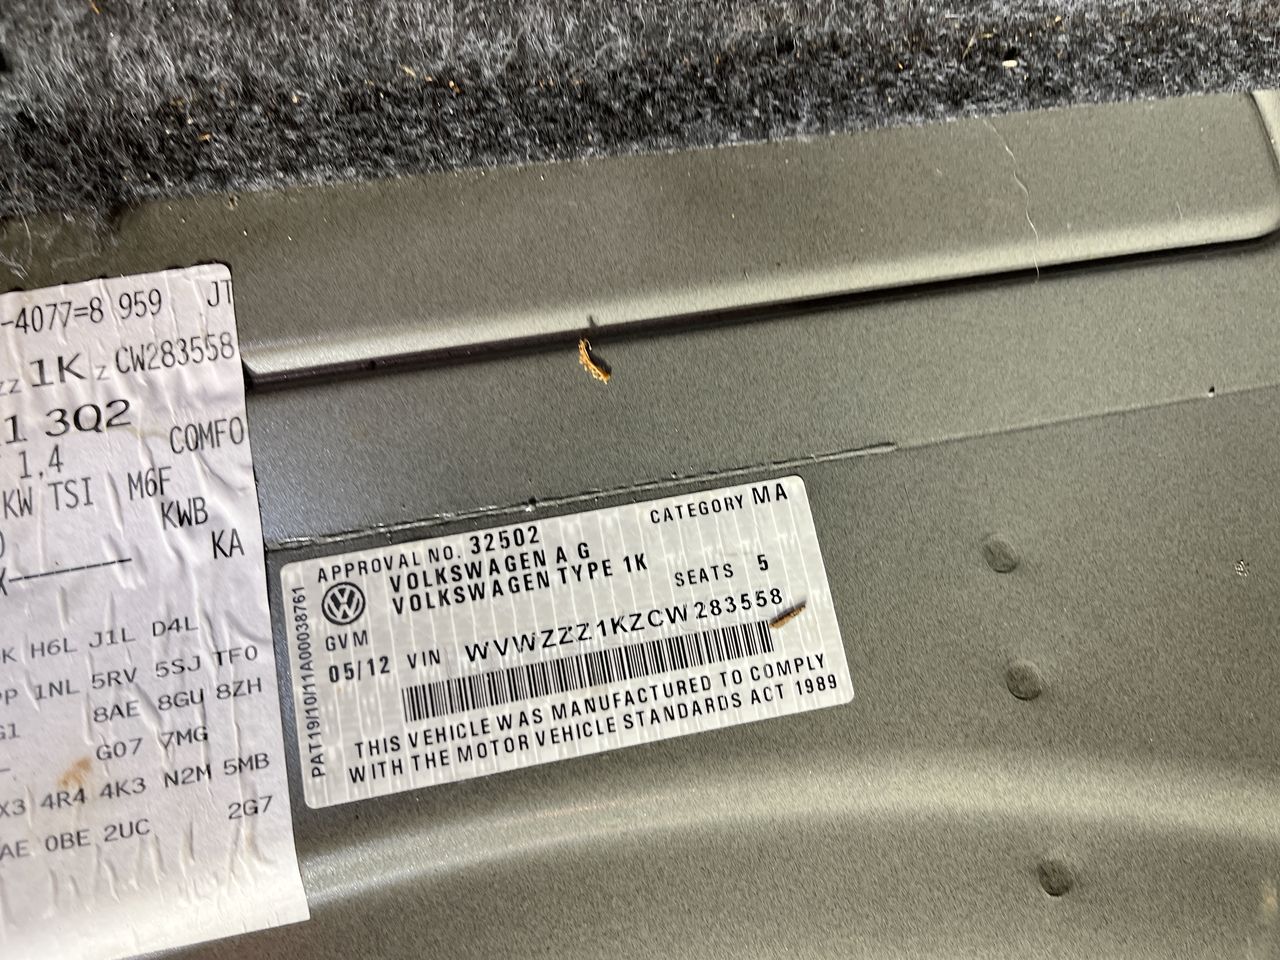 -4077=8 959 JT
ZZ 1K Z CW283558
1 3Q2
COMFO
1.4
KW TSI M6F
KWB
KA
K H6L J1L D4L
P 1NL 5RV 5SJ TF0
G1 8AE 8GU 8ZH
G07 7MG
X3 4R4 4K3 N2M 5MB
AE 0BE 2UC 2G7
APPROVAL NO. 32502 CATEGORY MA
VOLKSWAGEN A G
VOLKSWAGEN TYPE 1K SEATS 5
GVM
05/12 VIN WVWZZZ1KZCW283558
THIS VEHICLE WAS MANUFACTURED TO COMPLY
WITH THE MOTOR VEHICLE STANDARDS ACT 1989
PAT19/10/11A00038761